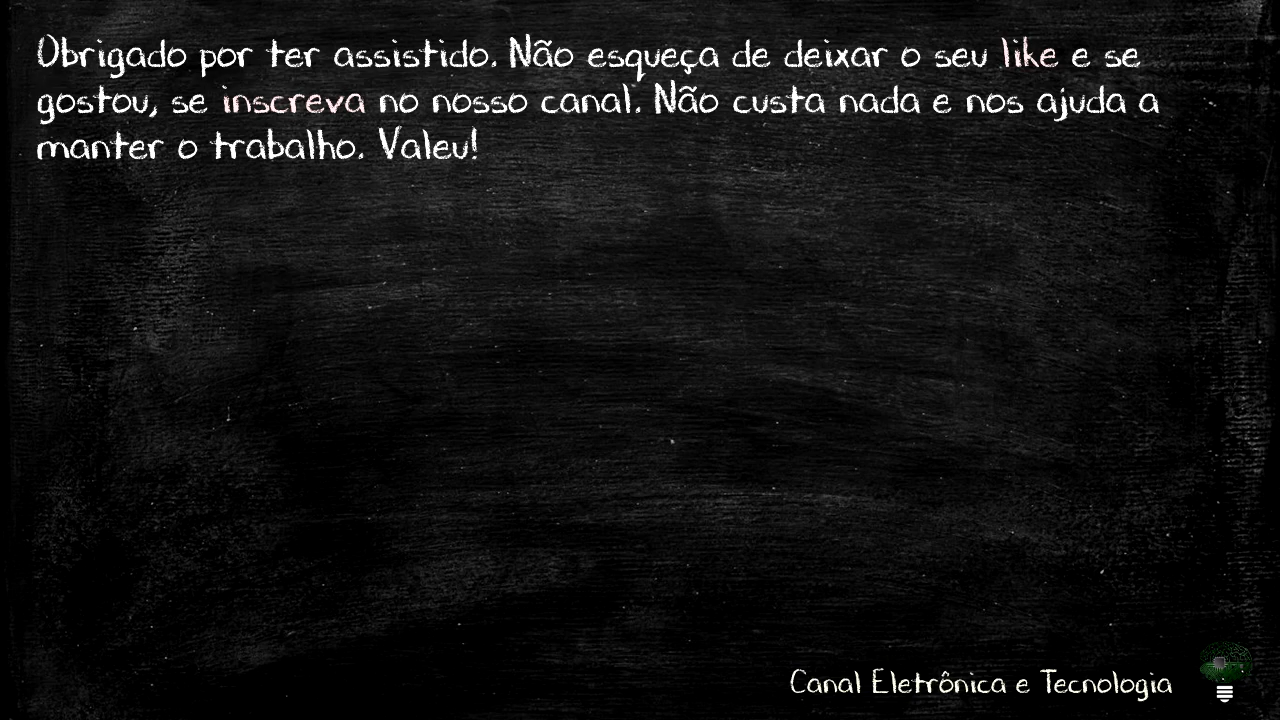 Obrigado por ter assistido. Não esqueça de deixar o seu like e se
gostou, se inscreva no nosso canal. Não custa nada e nos ajuda a
manter o trabalho. Valeu!
Canal Eletrônica e Tecnologia